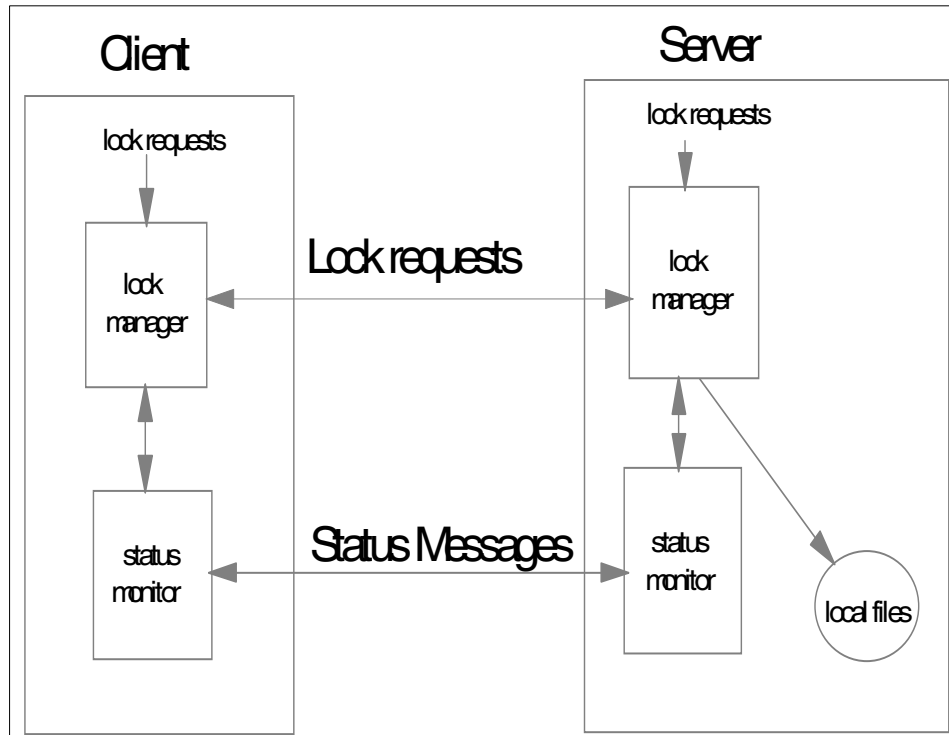 Client
Server
lock requests
lock requests
Lock requests
lock
manager
lock
manager
Status Messages
status
monitor
status
monitor
local files